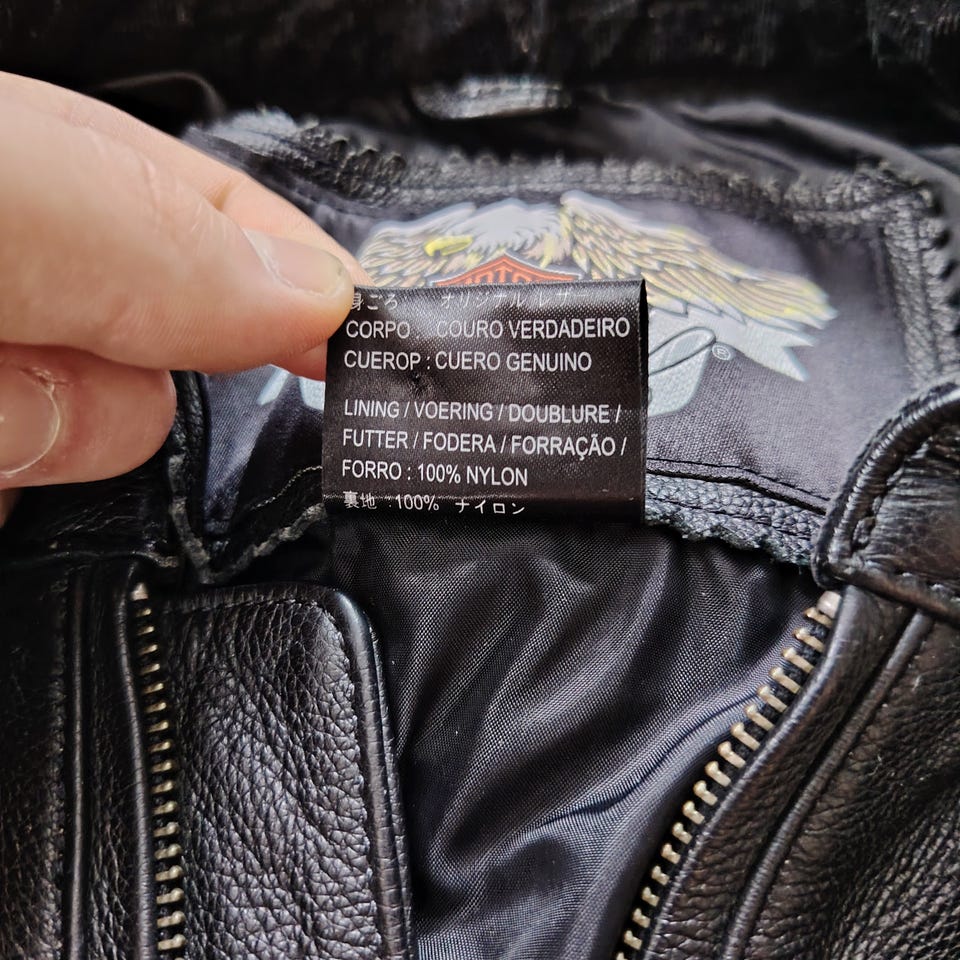 MOTO
®
身ごろ オリジナル レザー
CORPO : COURO VERDADEIRO
CUEROP : CUERO GENUINO
LINING / VOERING / DOUBLURE /
FUTTER / FODERA / FORRAÇÃO /
FORRO : 100% NYLON
裏地 :100% ナイロン